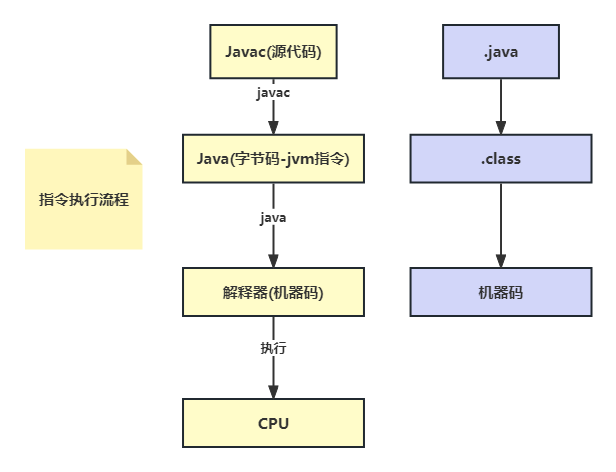 Javac(源代码)
.java
javac
Java(字节码-jvm指令)
.class
指令执行流程
java
解释器(机器码)
机器码
执行
CPU